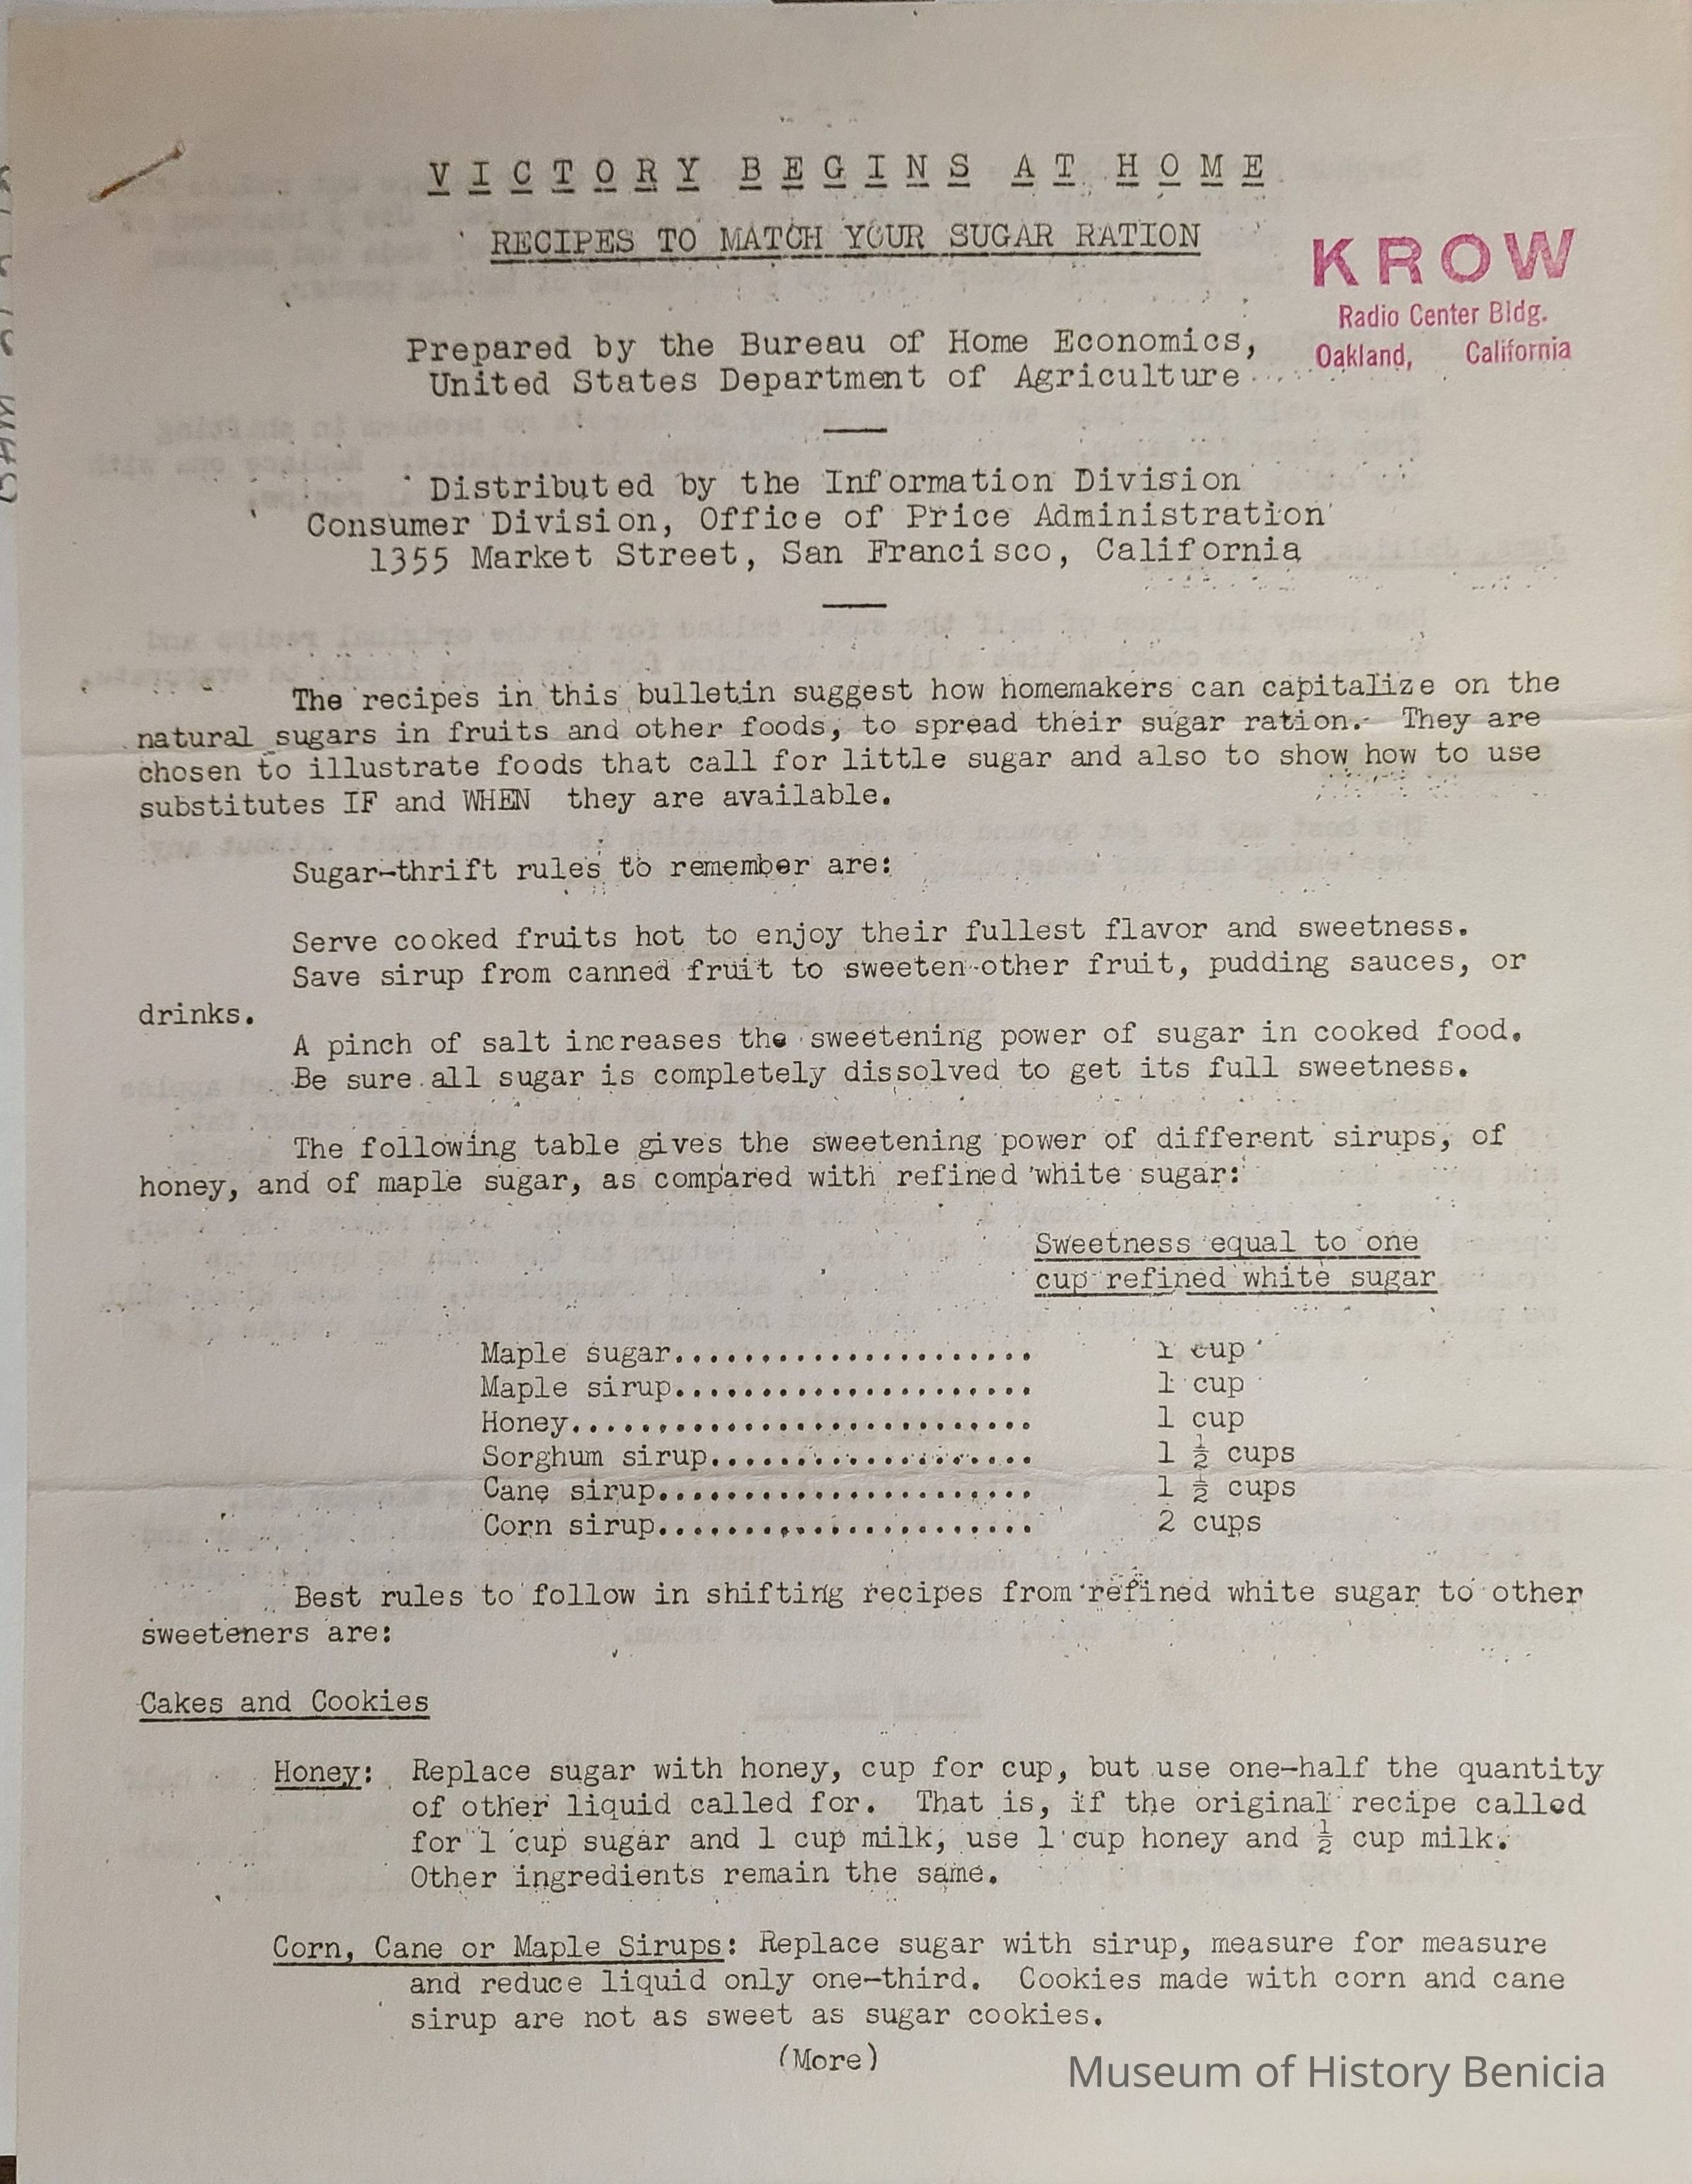 VICTORY BEGINS AT HOME
RECIPES TO MATCH YOUR SUGAR RATION
KROW
Radio Center Bldg.
Oakland, California
Prepared by the Bureau of Home Economics,
United States Department of Agriculture
Distributed by the Information Division
Consumer Division, Office of Price Administration
1355 Market Street, San Francisco, California
The recipes in this bulletin suggest how homemakers can capitalize on the
natural sugars in fruits and other foods, to spread their sugar ration. They are
chosen to illustrate foods that call for little sugar and also to show how to use
substitutes IF and WHEN they are available.
Sugar-thrift rules to remember are:
Serve cooked fruits hot to enjoy their fullest flavor and sweetness.
Save sirup from canned fruit to sweeten other fruit, pudding sauces, or
drinks.
A pinch of salt increases the sweetening power of sugar in cooked food.
Be sure all sugar is completely dissolved to get its full sweetness.
The following table gives the sweetening power of different sirups, of
honey, and of maple sugar, as compared with refined white sugar:
Sweetness equal to one
cup refined white sugar
Maple sugar..................... 1 cup
Maple sirup..................... 1 cup
Honey........................... 1 cup
Sorghum sirup................... 1 ½ cups
Cane sirup...................... 1 ½ cups
Corn sirup...................... 2 cups
Best rules to follow in shifting recipes from refined white sugar to other
sweeteners are:
Cakes and Cookies
Honey: Replace sugar with honey, cup for cup, but use one-half the quantity
of other liquid called for. That is, if the original recipe called
for 1 cup sugar and 1 cup milk, use 1 cup honey and ½ cup milk.
Other ingredients remain the same.
Corn, Cane or Maple Sirups: Replace sugar with sirup, measure for measure
and reduce liquid only one-third. Cookies made with corn and cane
sirup are not as sweet as sugar cookies.
(More)
Museum of History Benicia